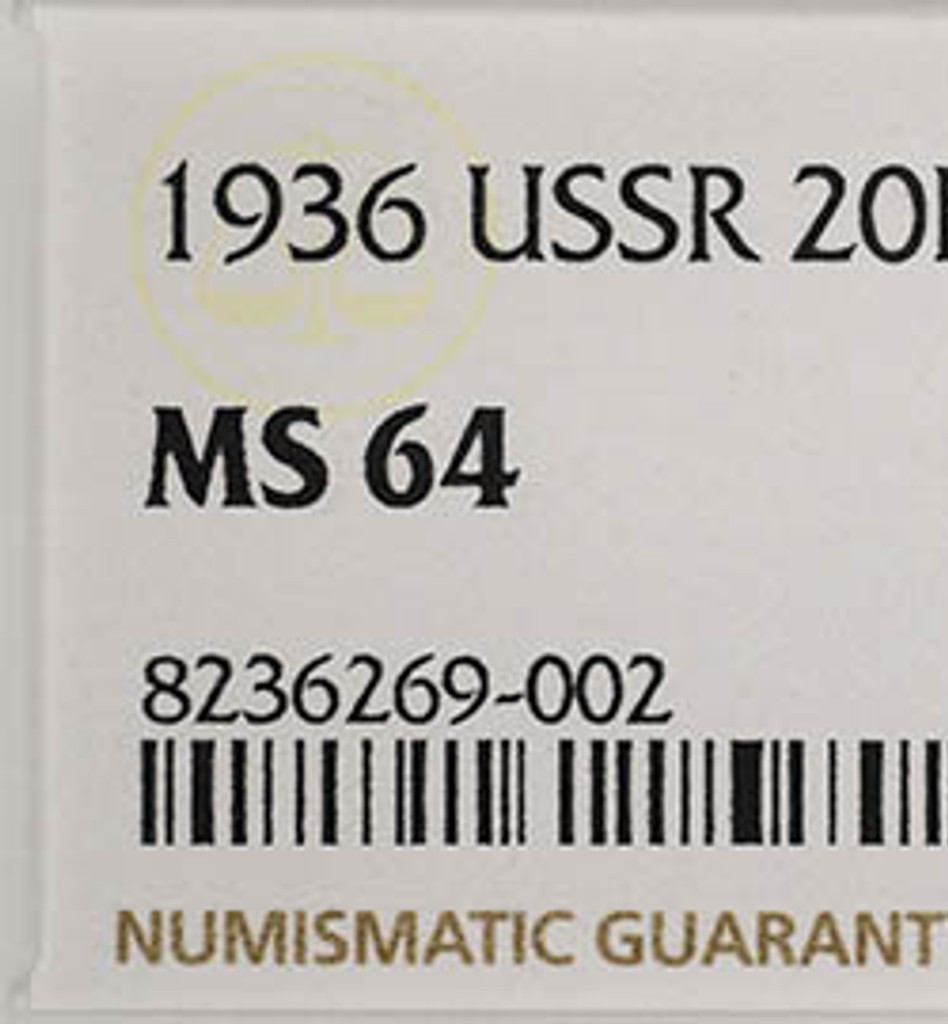 1936 USSR 20
MS 64
8236269-002
NUMISMATIC GUARANT